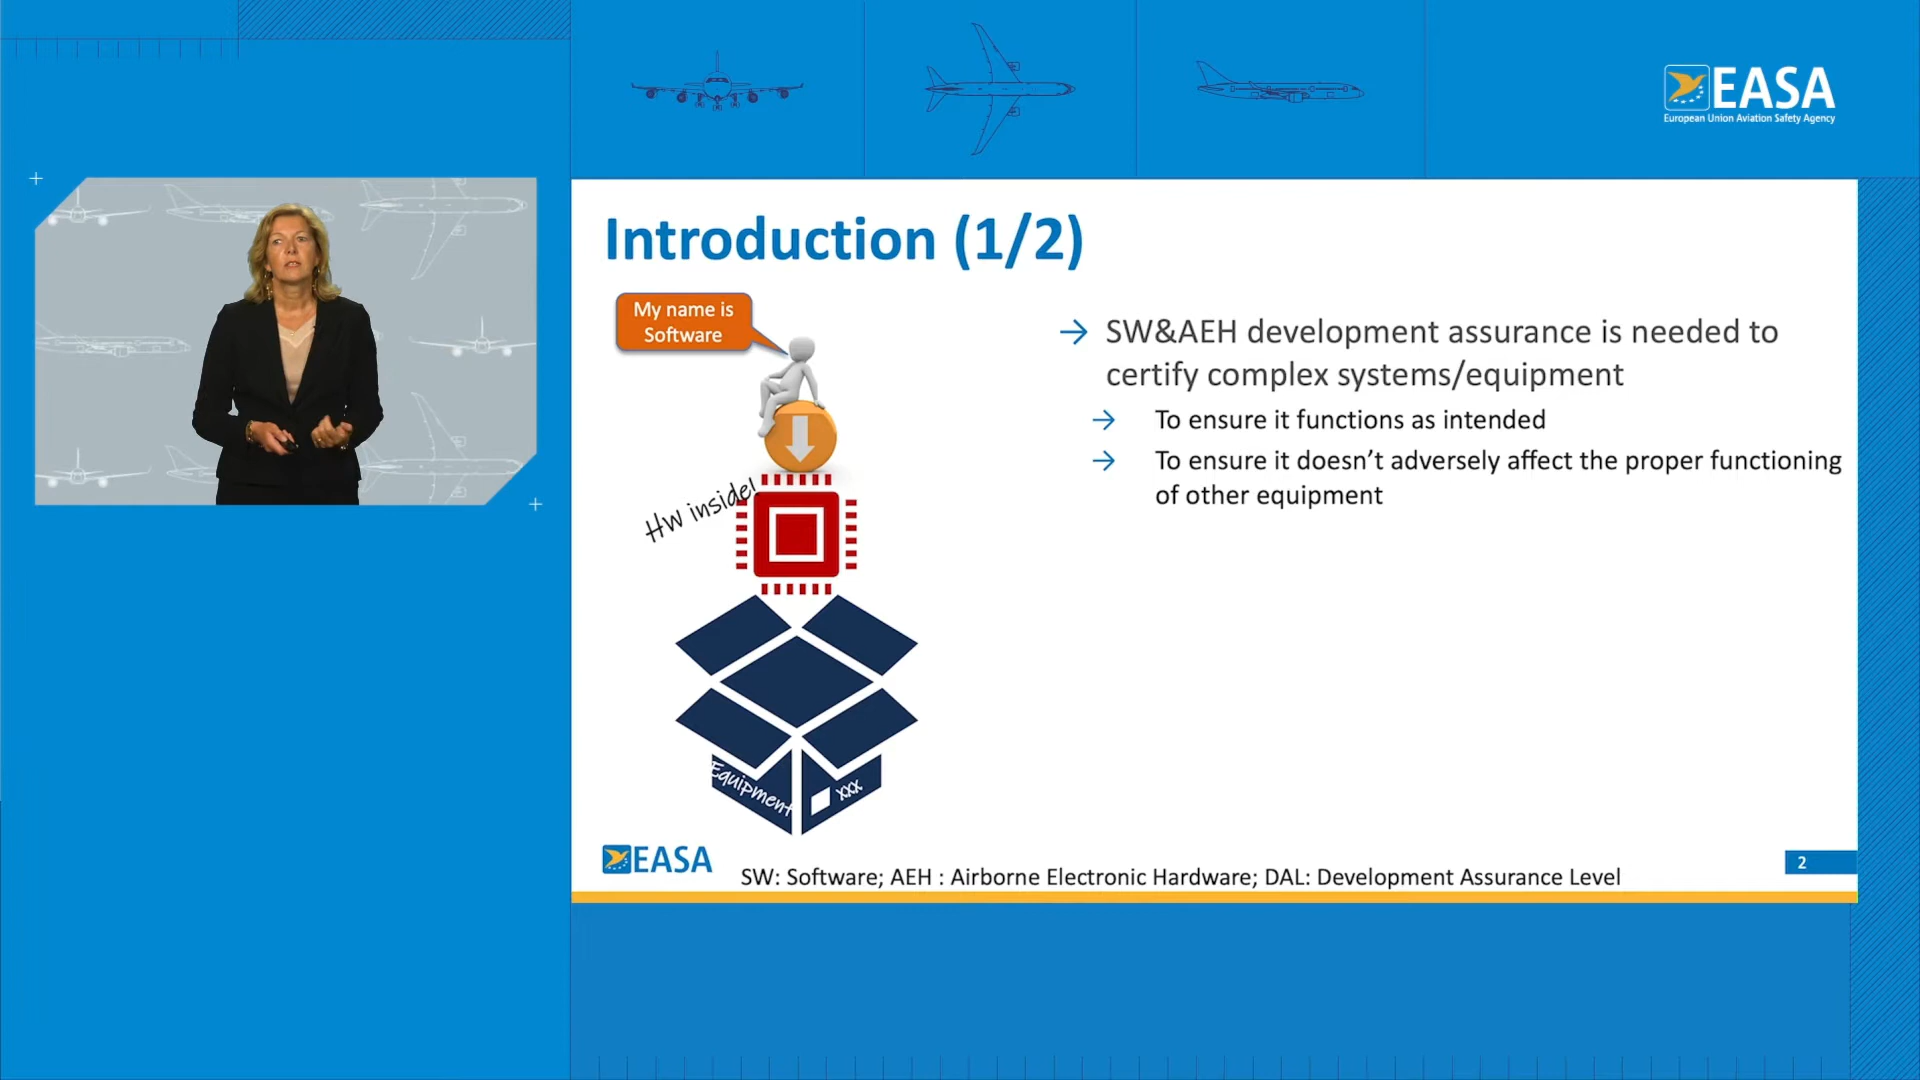 EASA
European Union Aviation Safety Agency
Introduction (1/2)
My name is
Software
HW inside!
Equipment
XXX
→ SW&AEH development assurance is needed to
certify complex systems/equipment
→ To ensure it functions as intended
→ To ensure it doesn’t adversely affect the proper functioning
of other equipment
EASA
SW: Software; AEH : Airborne Electronic Hardware; DAL: Development Assurance Level
2